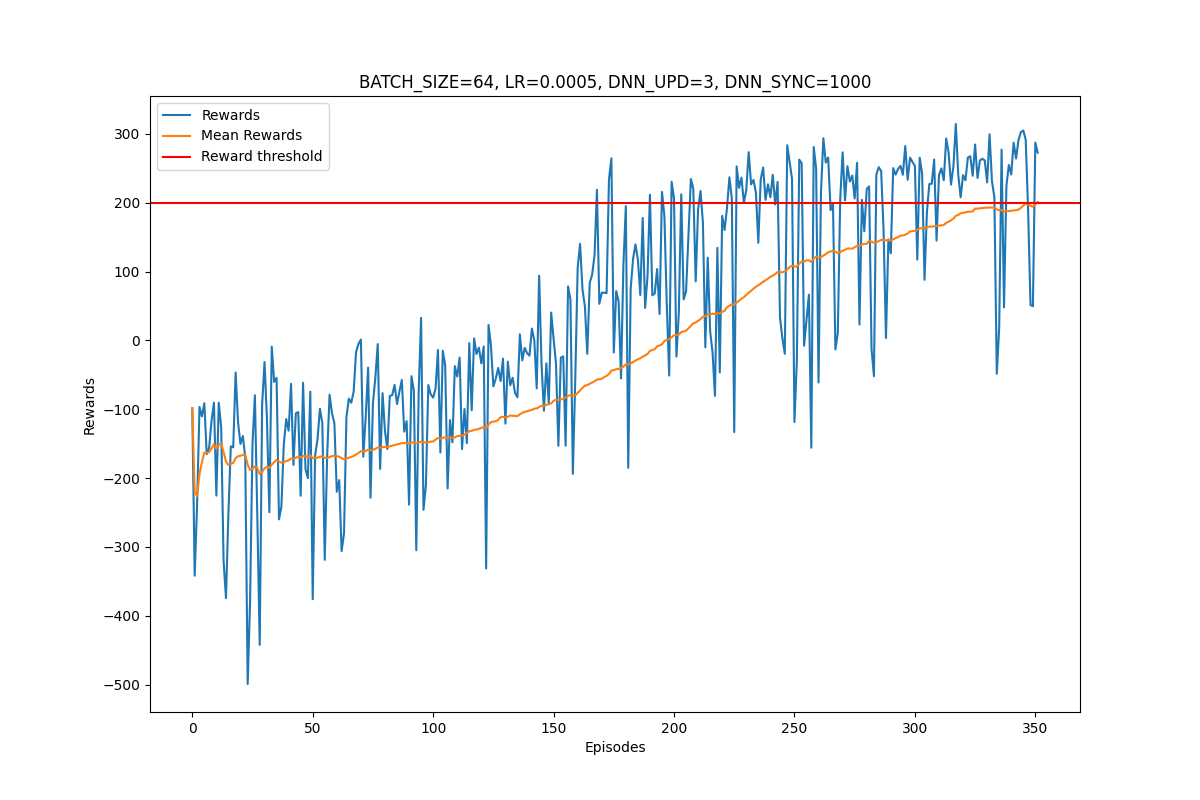 BATCH_SIZE=64, LR=0.0005, DNN_UPD=3, DNN_SYNC=1000
Rewards
Mean Rewards
Reward threshold
300
200
100
0
−100
−200
−300
−400
−500
Rewards
0 50 100 150 200 250 300 350
Episodes